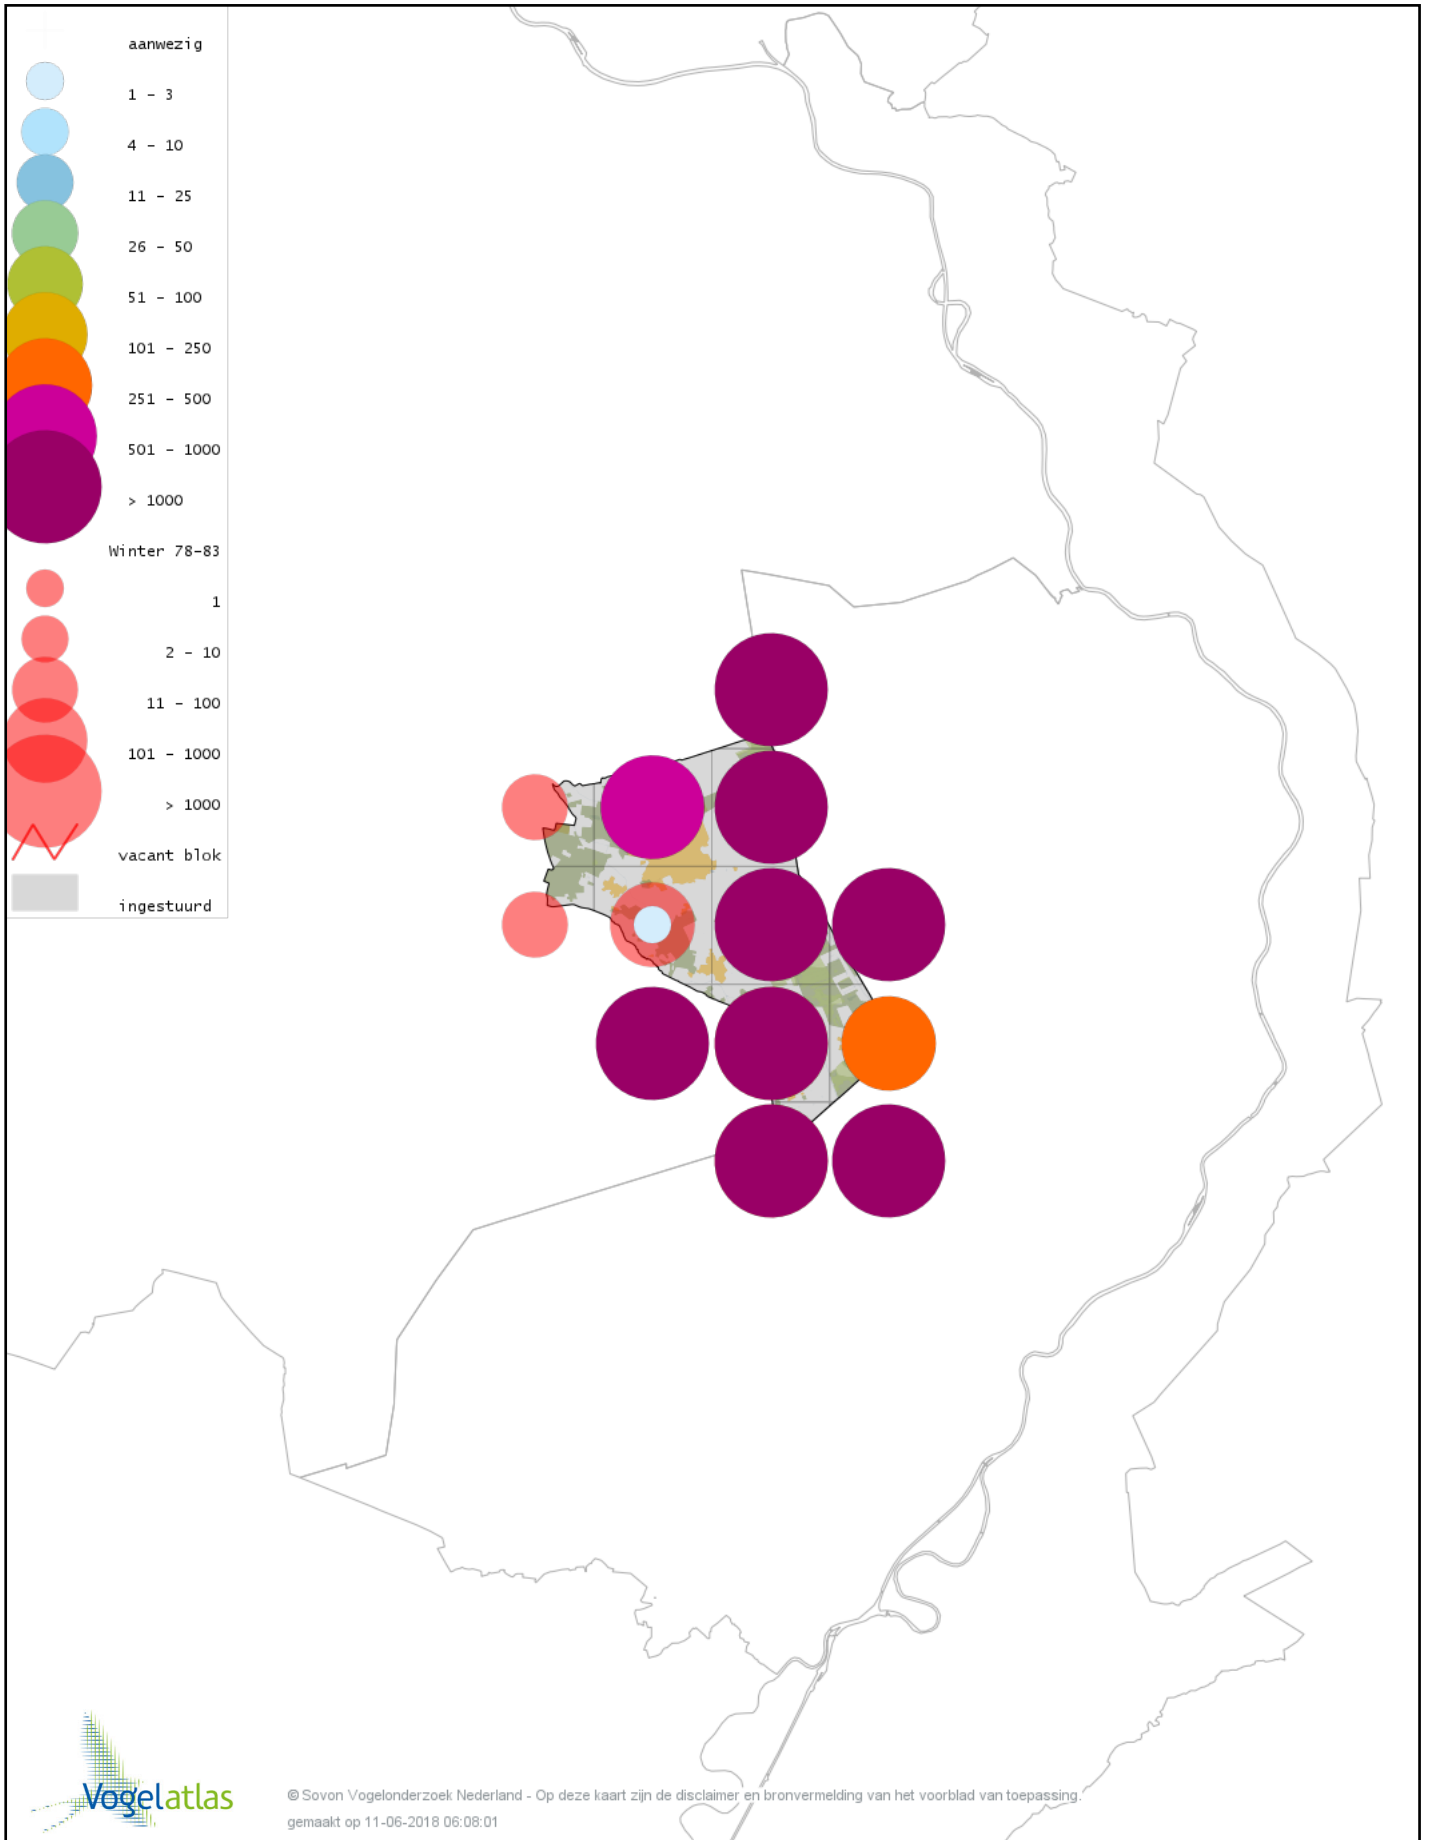 aanwezig
1 - 3
4 - 10
11 - 25
26 - 50
51 - 100
101 - 250
251 - 500
501 - 1000
> 1000
Winter 78-83
1
2 - 10
11 - 100
101 - 1000
> 1000
vacant blok
ingestuurd
Vogelatlas
© Sovon Vogelonderzoek Nederland - Op deze kaart zijn de disclaimer en bronvermelding van het voorblad van toepassing.
gemaakt op 11-06-2018 06:08:01